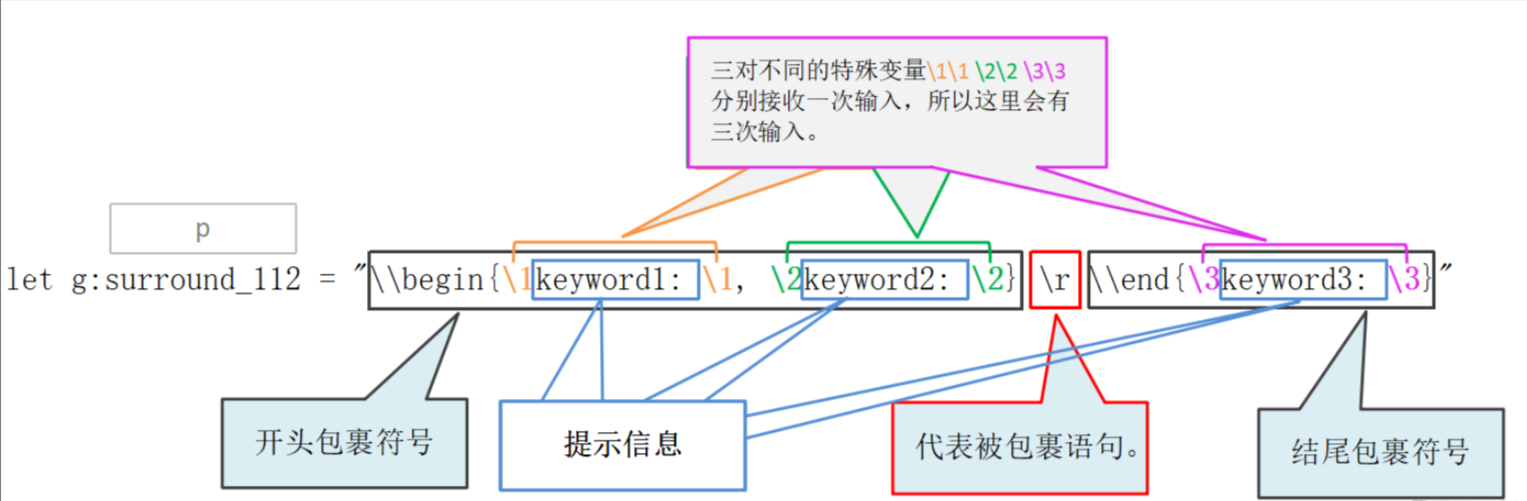 三对不同的特殊变量\1\1 \2\2 \3\3
分别接收一次输入，所以这里会有
三次输入。
p
let g:surround_112 = "\\begin{\1keyword1: \1, \2keyword2: \2} \r \\end{\3keyword3: \3}"
开头包裹符号
提示信息
代表被包裹语句。
结尾包裹符号